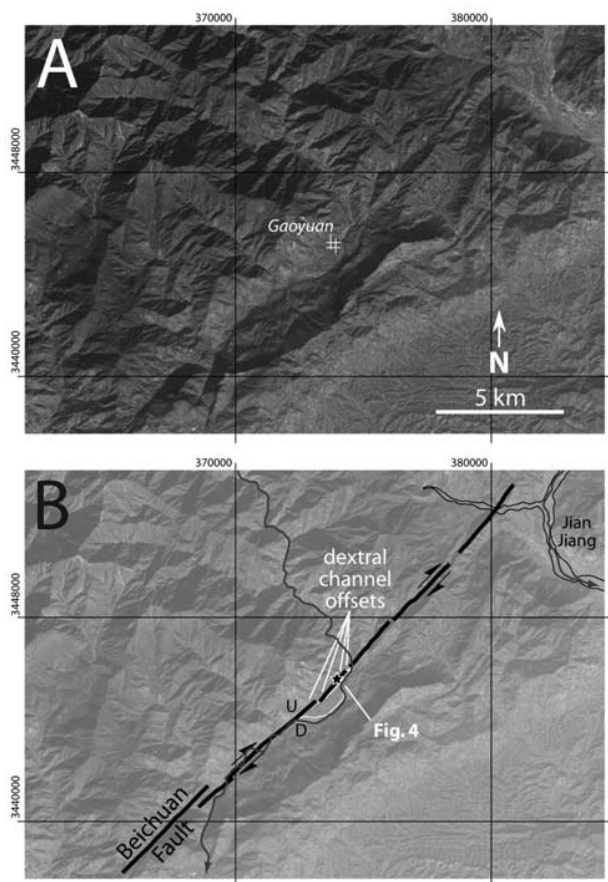 370000
380000
A
3448000
Gaoyuan
N
3440000
5 km
370000
380000
B
Jian
Jiang
dextral
channel
offsets
3448000
U
D
Fig. 4
3440000
Beichuan
Fault